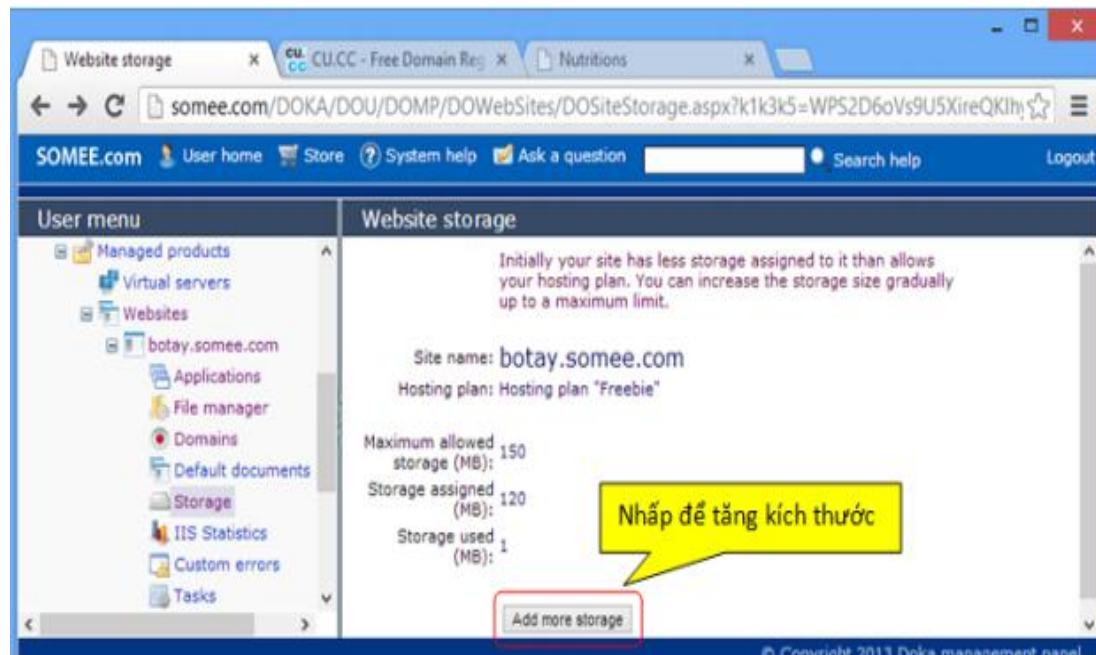 Website storage
CU.CC - Free Domain Reg
Nutritions
somee.com/DOKA/DOU/DOMP/DOWebSites/DOSiteStorage.aspx?k1k3k5=WPS2D6oVs9U5XireQKIhy
SOMEE.com User home Store System help Ask a question Search help Logout
User menu
Managed products
Virtual servers
Websites
botay.somee.com
Applications
File manager
Domains
Default documents
Storage
IIS Statistics
Custom errors
Tasks
Website storage
Initially your site has less storage assigned to it than allows
your hosting plan. You can increase the storage size gradually
up to a maximum limit.
Site name: botay.somee.com
Hosting plan: Hosting plan "Freebie"
Maximum allowed
storage (MB): 150
Storage assigned
(MB): 120
Storage used
(MB): 1
Nhấp để tăng kích thước
Add more storage
© Copyright 2013 Doka management panel